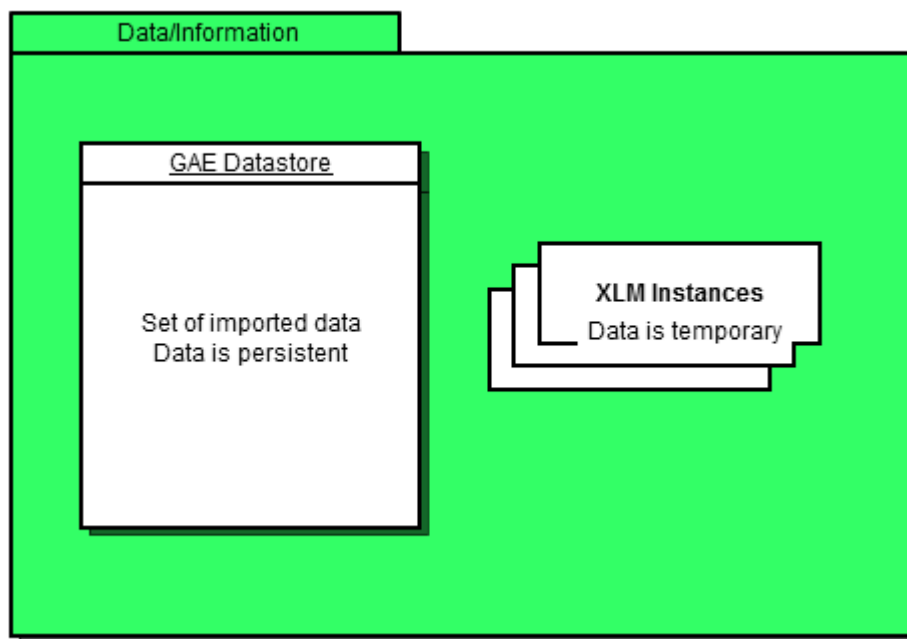 Data/Information
GAE Datastore
Set of imported data
Data is persistent
XLM Instances
Data is temporary